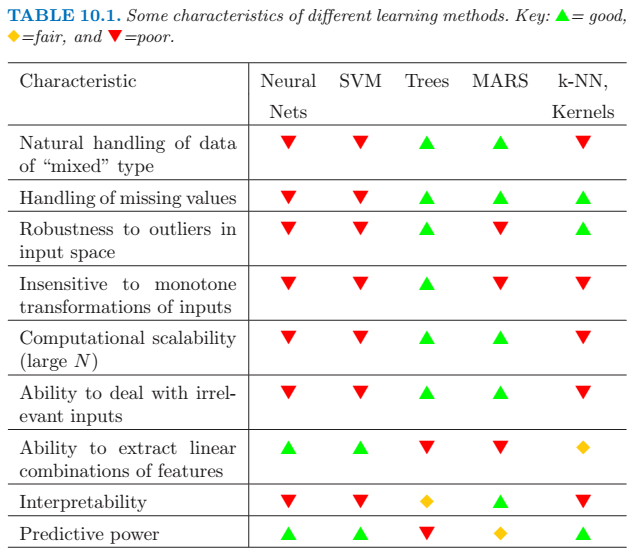 TABLE 10.1. Some characteristics of different learning methods. Key: ▲= good,
◆=fair, and ▼=poor.
Characteristic Neural SVM Trees MARS k-NN,
Nets Kernels
Natural handling of data ▼ ▼ ▲ ▲ ▼
of “mixed” type
Handling of missing values ▼ ▼ ▲ ▲ ▲
Robustness to outliers in ▼ ▼ ▲ ▼ ▲
input space
Insensitive to monotone ▼ ▼ ▲ ▼ ▼
transformations of inputs
Computational scalability ▼ ▼ ▲ ▲ ▼
(large N)
Ability to deal with irrel- ▼ ▼ ▲ ▲ ▼
evant inputs
Ability to extract linear ▲ ▲ ▼ ▼ ◆
combinations of features
Interpretability ▼ ▼ ◆ ▲ ▼
Predictive power ▲ ▲ ▼ ◆ ▲